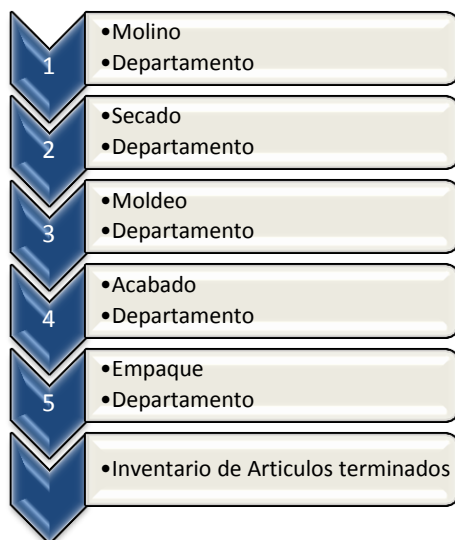 1
•Molino
•Departamento
2
•Secado
•Departamento
3
•Moldeo
•Departamento
4
•Acabado
•Departamento
5
•Empaque
•Departamento
•Inventario de Articulos terminados